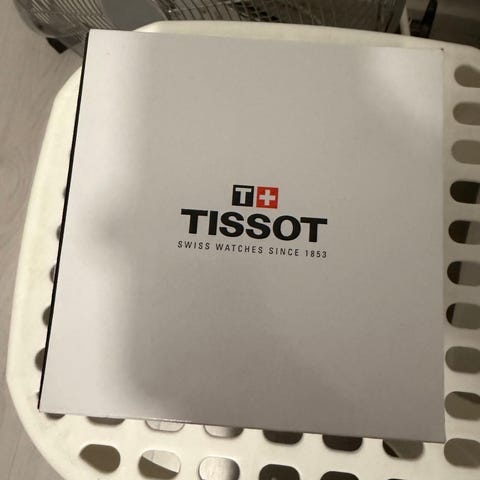 T+
TISSOT
SWISS WATCHES SINCE 1853